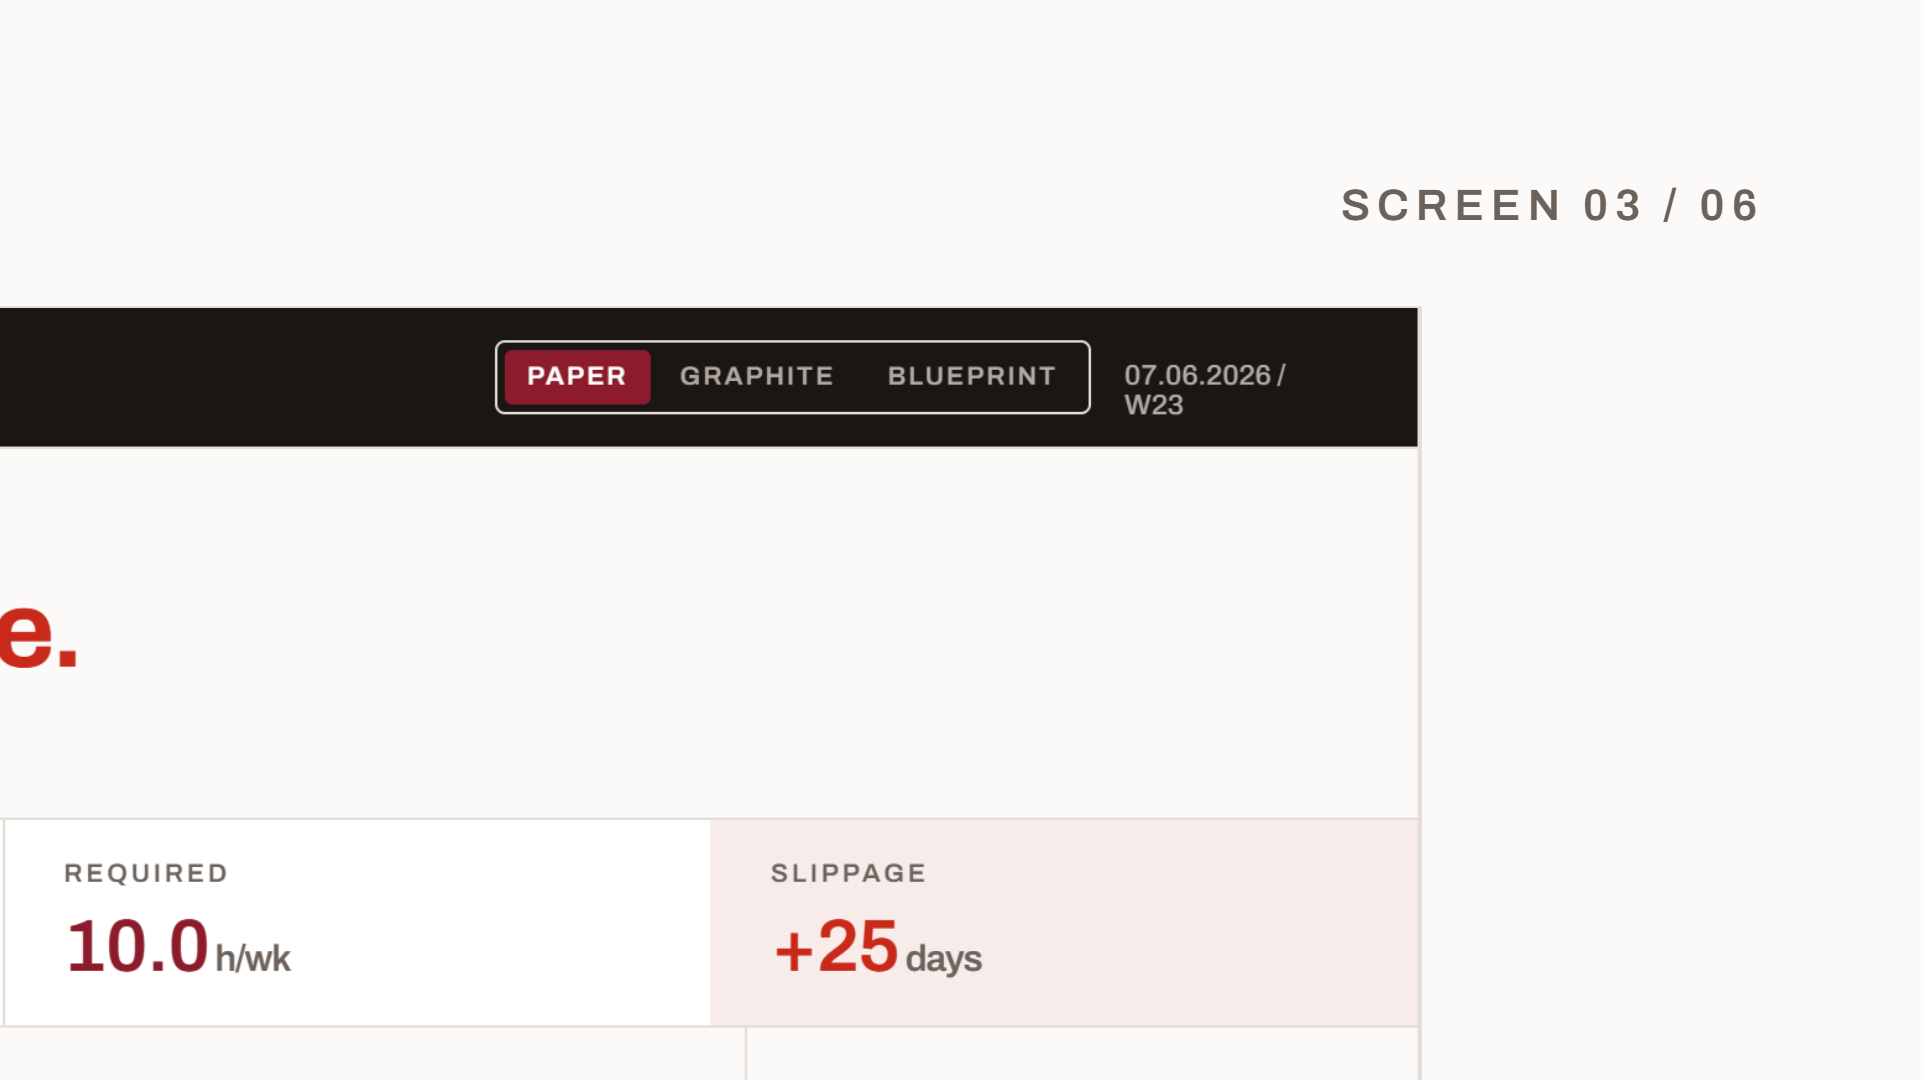 SCREEN 03 / 06
PAPER GRAPHITE BLUEPRINT
07.06.2026 /
W23
e.
REQUIRED
10.0 h/wk
SLIPPAGE
+25 days